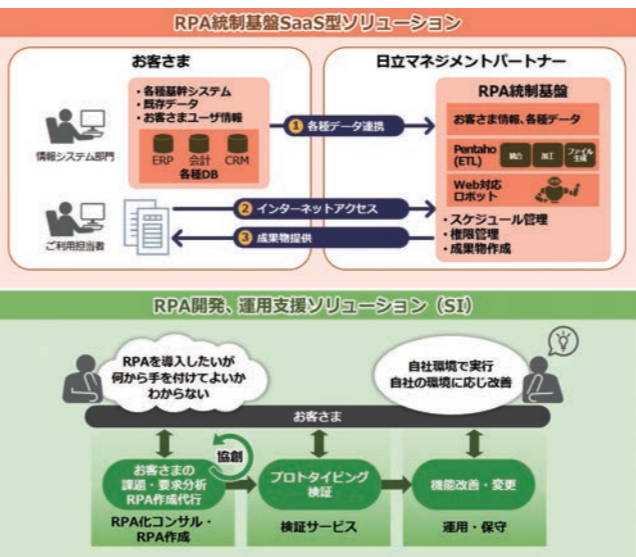 RPA統制基盤SaaS型ソリューション
お客さま
・各種基幹システム
・既存データ
・お客さまユーザ情報
ERP 会計 CRM
各種DB
情報システム部門
ご利用担当者
1 各種データ連携
2 インターネットアクセス
3 成果物提供
日立マネジメントパートナー
RPA統制基盤
お客さま情報、各種データ
Pentaho
(ETL)
統合 加工 ファイル
生成
Web対応
ロボット
・スケジュール管理
・権限管理
・成果物作成
RPA開発、運用支援ソリューション（SI）
RPAを導入したいが
何から手を付けてよいか
わからない
自社環境で実行
自社の環境に応じ改善
お客さま
協創
お客さまの
課題・要求分析
RPA作成代行
プロトタイピング
検証
機能改善・変更
RPA化コンサル・
RPA作成
検証サービス
運用・保守